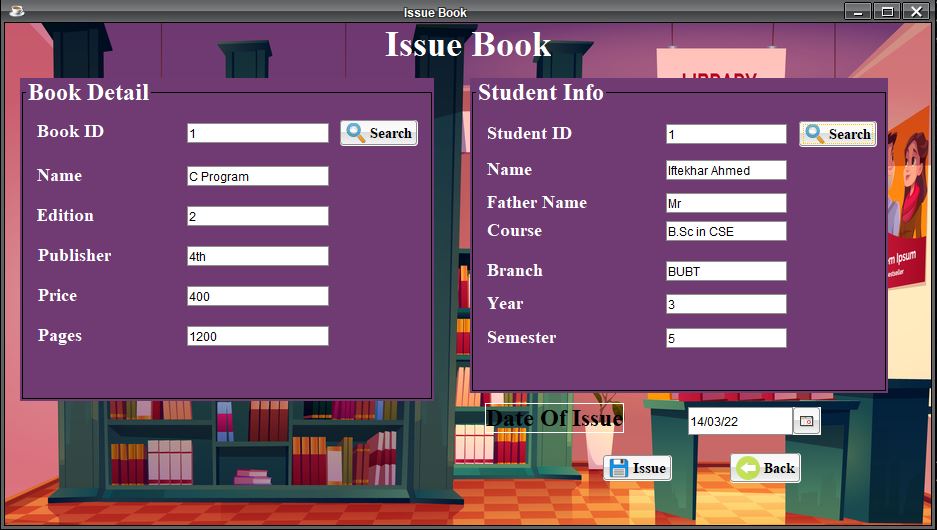 Issue Book
Issue Book
Book Detail
Book ID 1 Search
Name C Program
Edition 2
Publisher 4th
Price 400
Pages 1200
Student Info
Student ID 1 Search
Name Iftekhar Ahmed
Father Name Mr
Course B.Sc in CSE
Branch BUBT
Year 3
Semester 5
Date Of Issue 14/03/22
Issue Back
LIBRARY